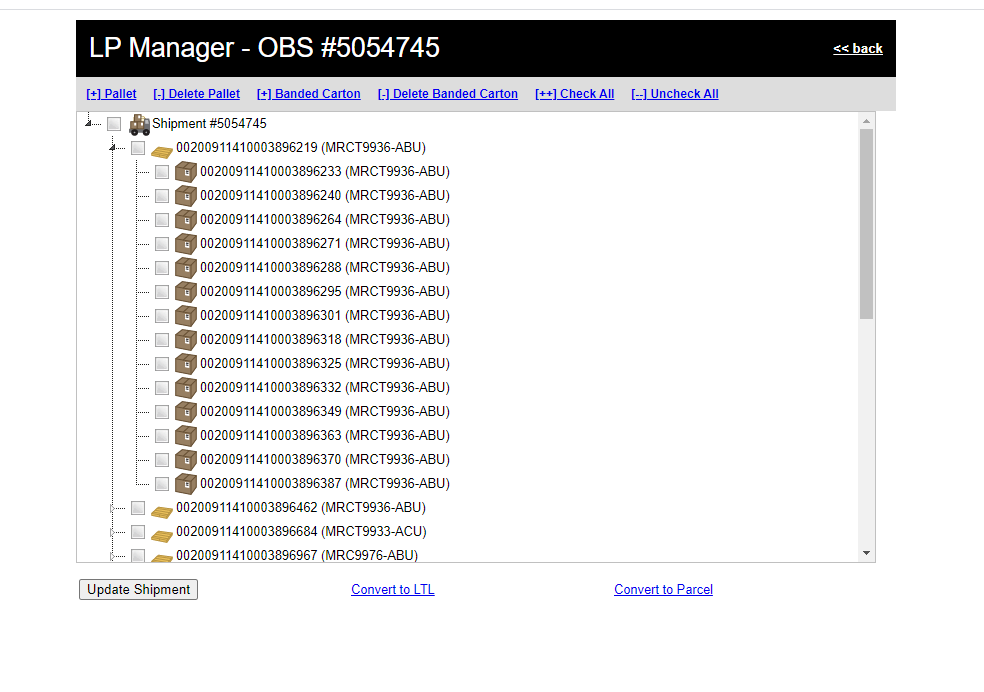 LP Manager - OBS #5054745
<< back
[+] Pallet [-] Delete Pallet [+] Banded Carton [-] Delete Banded Carton [++] Check All [--] Uncheck All
Shipment #5054745
00200911410003896219 (MRCT9936-ABU)
00200911410003896233 (MRCT9936-ABU)
00200911410003896240 (MRCT9936-ABU)
00200911410003896264 (MRCT9936-ABU)
00200911410003896271 (MRCT9936-ABU)
00200911410003896288 (MRCT9936-ABU)
00200911410003896295 (MRCT9936-ABU)
00200911410003896301 (MRCT9936-ABU)
00200911410003896318 (MRCT9936-ABU)
00200911410003896325 (MRCT9936-ABU)
00200911410003896332 (MRCT9936-ABU)
00200911410003896349 (MRCT9936-ABU)
00200911410003896363 (MRCT9936-ABU)
00200911410003896370 (MRCT9936-ABU)
00200911410003896387 (MRCT9936-ABU)
00200911410003896462 (MRCT9936-ABU)
00200911410003896684 (MRCT9933-ACU)
00200911410003896967 (MRC9976-ABU)
Update Shipment Convert to LTL Convert to Parcel